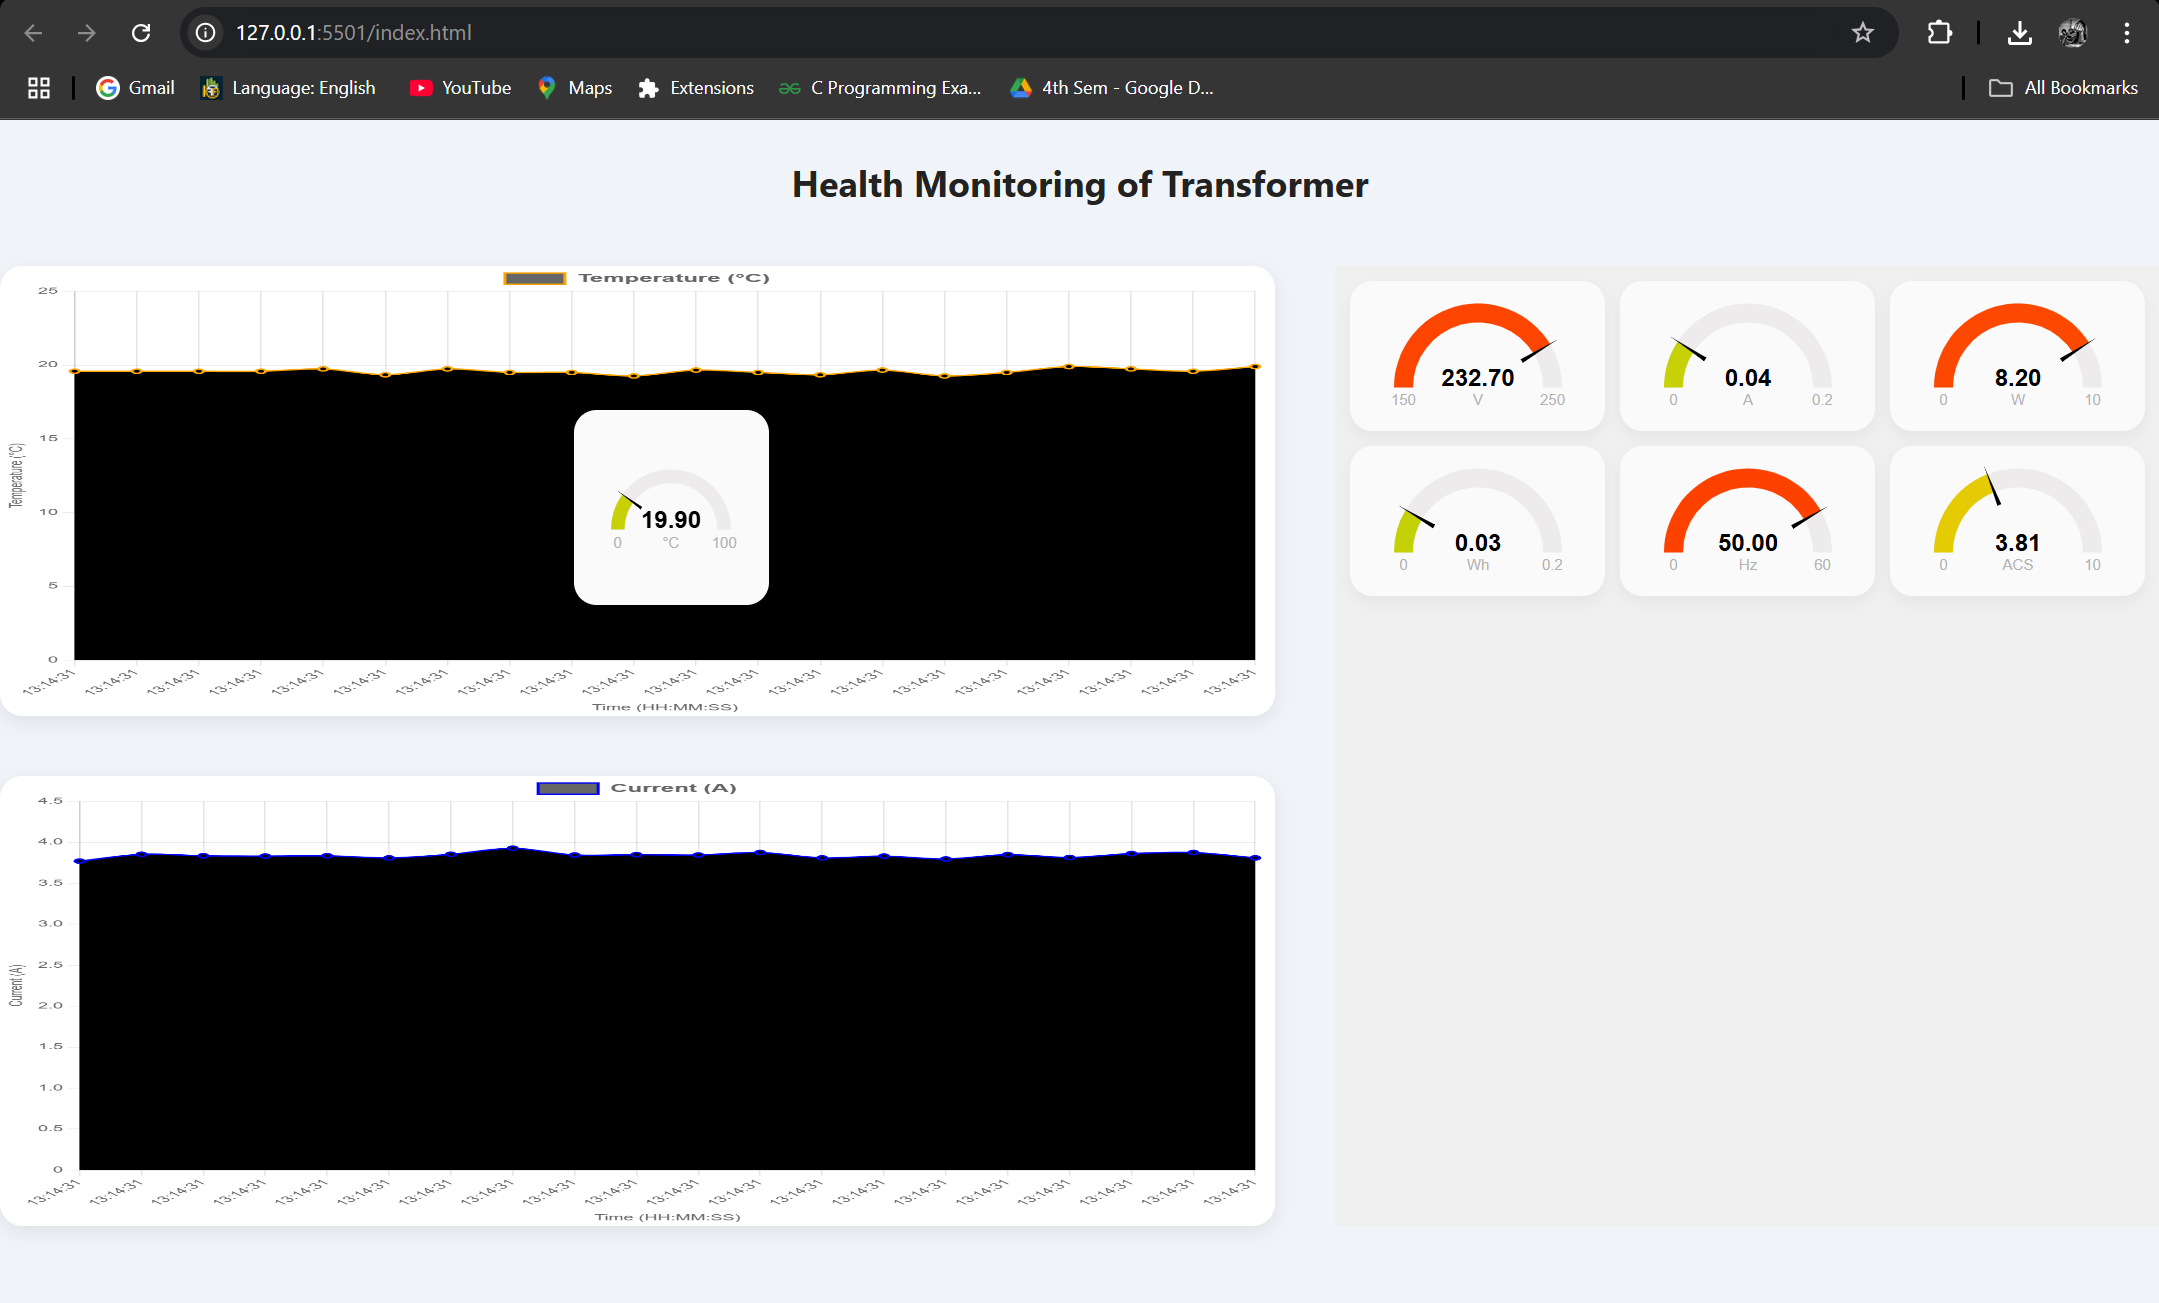 127.0.0.1:5501/index.html
Gmail
Language: English
YouTube
Maps
Extensions
C Programming Exa...
4th Sem - Google D...
All Bookmarks
Health Monitoring of Transformer
Temperature (°C)
25
20
15
10
5
0
Temperature (°C)
19.90
0 °C 100
13:14:31 13:14:31 13:14:31 13:14:31 13:14:31 13:14:31 13:14:31 13:14:31 13:14:31 13:14:31 13:14:31 13:14:31 13:14:31 13:14:31 13:14:31 13:14:31 13:14:31 13:14:31 13:14:31 13:14:31
Time (HH:MM:SS)
232.70
150 V 250
0.04
0 A 0.2
8.20
0 W 10
0.03
0 Wh 0.2
50.00
0 Hz 60
3.81
0 ACS 10
Current (A)
4.5
4.0
3.5
3.0
2.5
2.0
1.5
1.0
0.5
0
Current (A)
13:14:31 13:14:31 13:14:31 13:14:31 13:14:31 13:14:31 13:14:31 13:14:31 13:14:31 13:14:31 13:14:31 13:14:31 13:14:31 13:14:31 13:14:31 13:14:31 13:14:31 13:14:31 13:14:31 13:14:31
Time (HH:MM:SS)